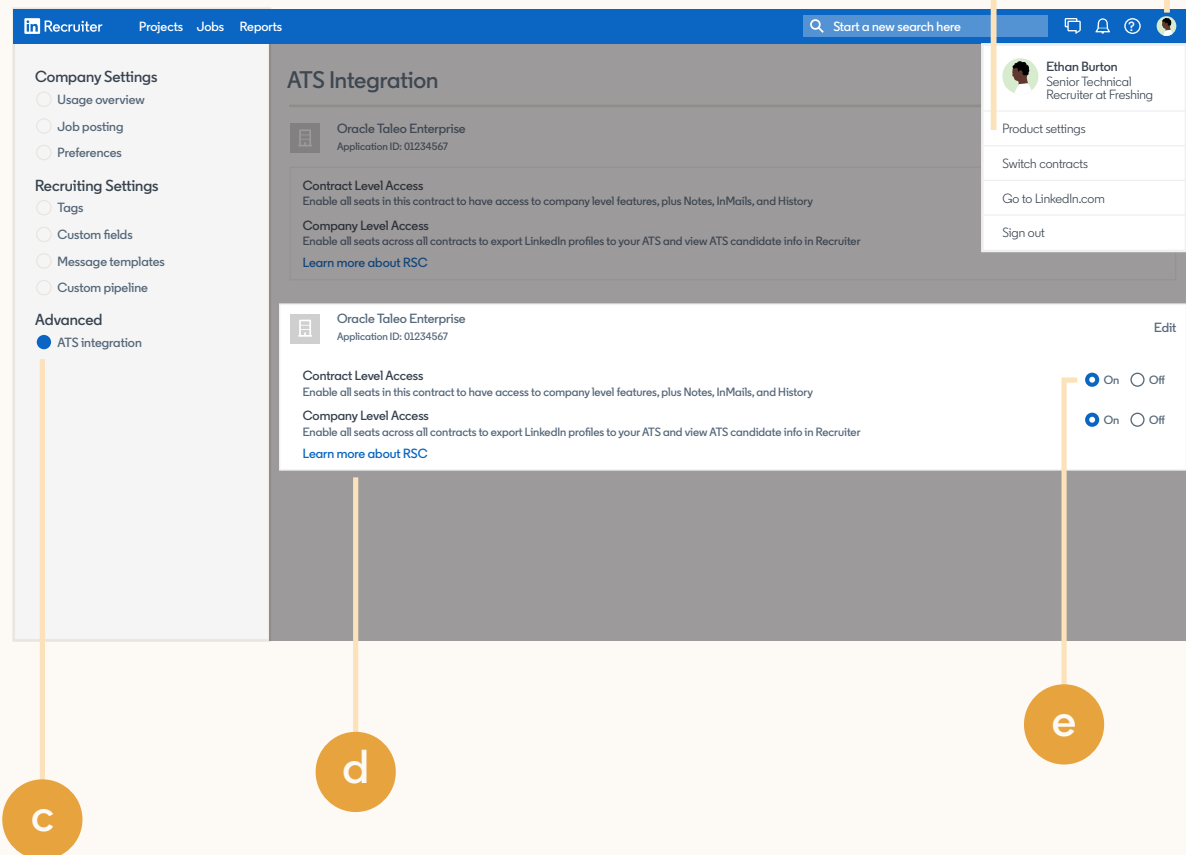 in Recruiter Projects Jobs Reports Start a new search here
Company Settings
Usage overview
Job posting
Preferences
Recruiting Settings
Tags
Custom fields
Message templates
Custom pipeline
Advanced
ATS integration
ATS Integration
Oracle Taleo Enterprise
Application ID: 01234567
Contract Level Access
Enable all seats in this contract to have access to company level features, plus Notes, InMails, and History
Company Level Access
Enable all seats across all contracts to export LinkedIn profiles to your ATS and view ATS candidate info in Recruiter
Learn more about RSC
Ethan Burton
Senior Technical
Recruiter at Freshing
Product settings
Switch contracts
Go to LinkedIn.com
Sign out
Oracle Taleo Enterprise
Application ID: 01234567
Edit
Contract Level Access
Enable all seats in this contract to have access to company level features, plus Notes, InMails, and History
On Off
Company Level Access
Enable all seats across all contracts to export LinkedIn profiles to your ATS and view ATS candidate info in Recruiter
On Off
Learn more about RSC
e
d
c